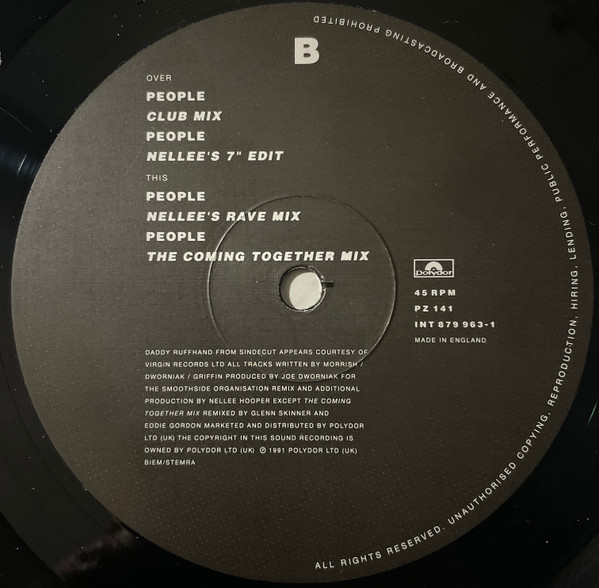 B
OVER
PEOPLE
CLUB MIX
PEOPLE
NELLEE'S 7" EDIT
THIS
PEOPLE
NELLEE'S RAVE MIX
PEOPLE
THE COMING TOGETHER MIX
Polydor
45 RPM
PZ 141
INT 879 963-1
MADE IN ENGLAND
DADDY RUFFHAND FROM SINDECUT APPEARS COURTESY OF
VIRGIN RECORDS LTD ALL TRACKS WRITTEN BY MORRISH /
DWORNIAK / GRIFFIN PRODUCED BY JOE DWORNIAK FOR
THE SMOOTHSIDE ORGANISATION REMIX AND ADDITIONAL
PRODUCTION BY NELLEE HOOPER EXCEPT THE COMING
TOGETHER MIX REMIXED BY GLENN SKINNER AND
EDDIE GORDON MARKETED AND DISTRIBUTED BY POLYDOR
LTD (UK) THE COPYRIGHT IN THIS SOUND RECORDING IS
OWNED BY POLYDOR LTD (UK) ℗ 1991 POLYDOR LTD (UK)
BIEM/STEMRA
ALL RIGHTS RESERVED. UNAUTHORISED COPYING, REPRODUCTION, HIRING, LENDING, PUBLIC PERFORMANCE AND BROADCASTING PROHIBITED